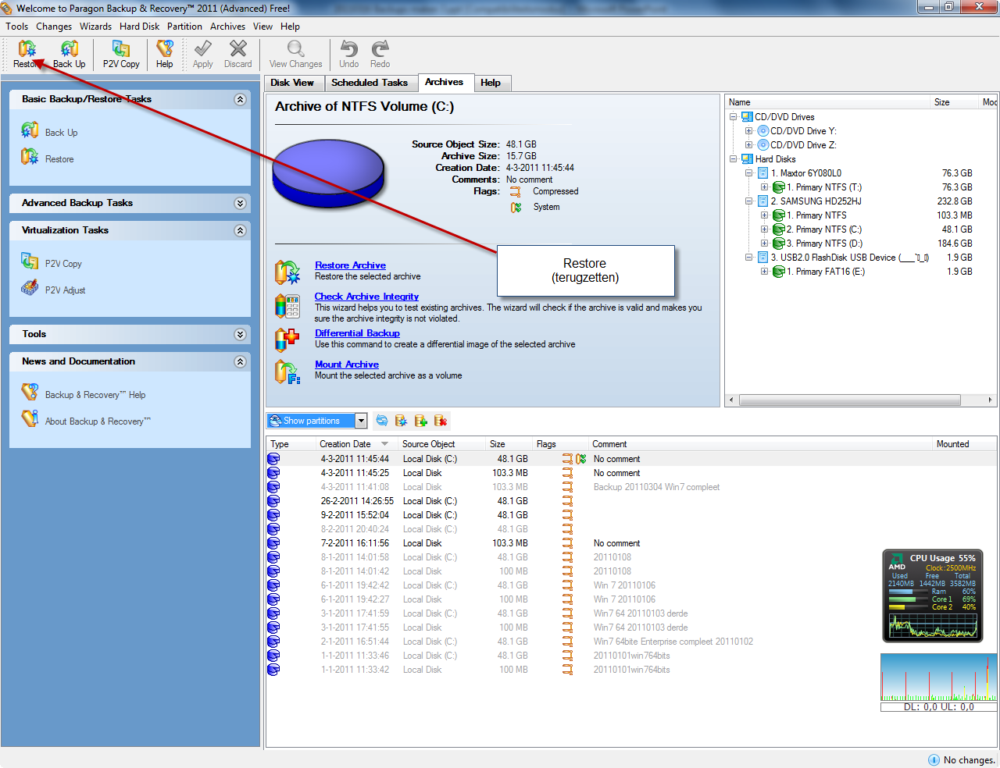 Welcome to Paragon Backup & Recovery™ 2011 (Advanced) Free!
Tools Changes Wizards Hard Disk Partition Archives View Help
Restore Back Up P2V Copy Help Apply Discard View Changes Undo Redo
Basic Backup/Restore Tasks
Back Up
Restore
Advanced Backup Tasks
Virtualization Tasks
P2V Copy
P2V Adjust
Tools
News and Documentation
Backup & Recovery™ Help
About Backup & Recovery™
Disk View Scheduled Tasks Archives Help
Archive of NTFS Volume (C:)
Source Object Size: 48.1 GB
Archive Size: 15.7 GB
Creation Date: 4-3-2011 11:45:44
Comments: No comment
Flags: Compressed
System
Restore
(terugzetten)
Restore Archive
Restore the selected archive
Check Archive Integrity
This wizard helps you to test existing archives. The wizard will check if the archive is valid and makes you
sure the archive integrity is not violated.
Differential Backup
Use this command to create a differential image of the selected archive
Mount Archive
Mount the selected archive as a volume
Name Size Mod
CD/DVD Drives
CD/DVD Drive Y:
CD/DVD Drive Z:
Hard Disks
1. Maxtor 6Y080L0 76.3 GB
1. Primary NTFS (T:) 76.3 GB
2. SAMSUNG HD252HJ 232.8 GB
1. Primary NTFS 103.3 MB
2. Primary NTFS (C:) 48.1 GB
3. Primary NTFS (D:) 184.6 GB
3. USB2.0 FlashDisk USB Device 1.9 GB
1. Primary FAT16 (E:) 1.9 GB
Show partitions
Type Creation Date Source Object Size Flags Comment Mounted
4-3-2011 11:45:44 Local Disk (C:) 48.1 GB No comment
4-3-2011 11:45:25 Local Disk 103.3 MB No comment
4-3-2011 11:41:08 Local Disk 103.3 MB Backup 20110304 Win7 compleet
26-2-2011 14:26:55 Local Disk (C:) 48.1 GB
9-2-2011 15:52:04 Local Disk (C:) 48.1 GB
8-2-2011 20:40:24 Local Disk (C:) 48.1 GB
7-2-2011 16:11:56 Local Disk 103.3 MB No comment
8-1-2011 14:01:58 Local Disk (C:) 48.1 GB 20110108
8-1-2011 14:01:42 Local Disk 100 MB 20110108
6-1-2011 19:42:42 Local Disk (C:) 48.1 GB Win 7 20110106
6-1-2011 19:42:27 Local Disk 100 MB Win 7 20110106
3-1-2011 17:41:59 Local Disk (C:) 48.1 GB Win7 64 20110103 derde
3-1-2011 17:41:55 Local Disk 100 MB Win7 64 20110103 derde
2-1-2011 16:51:44 Local Disk (C:) 48.1 GB Win7 64bite Enterprise compleet 20110102
1-1-2011 11:33:46 Local Disk (C:) 48.1 GB 20110101win764bits
1-1-2011 11:33:42 Local Disk 100 MB 20110101win764bits
CPU Usage 55%
AMD Clock:2500MHz
Used Free Total
2140MB 1442MB 3582MB
Ram 60%
Core 1 69%
Core 2 40%
DL: 0,0 UL: 0,0
No changes.